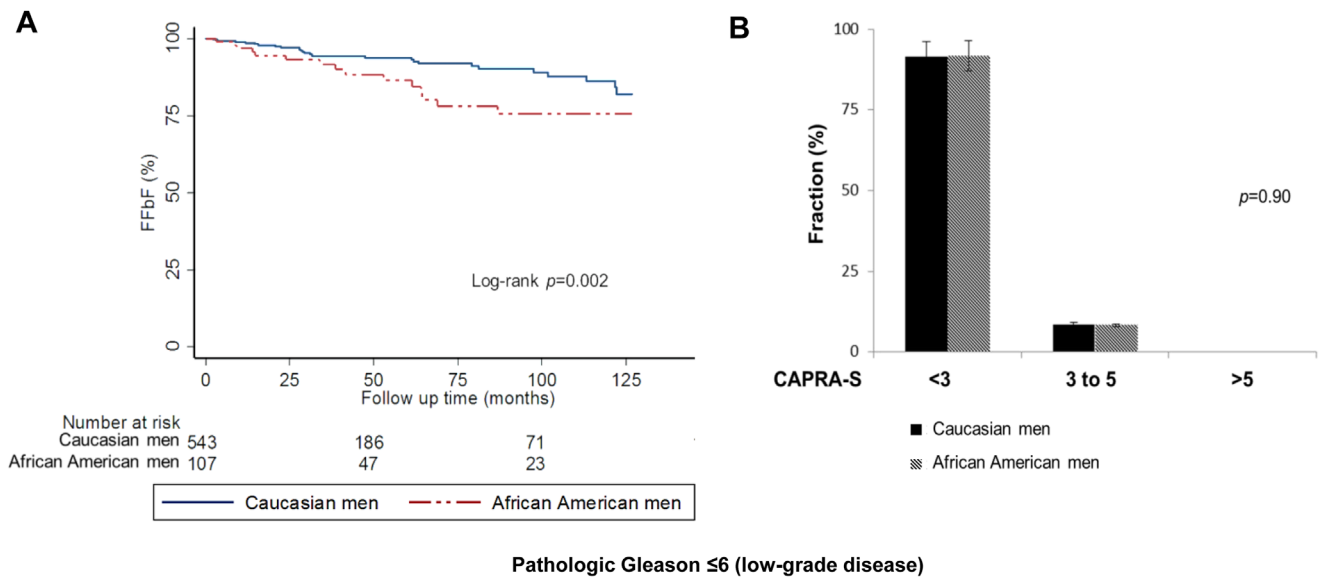 A
100
75
50
25
0
FFbF (%)
Log-rank p=0.002
0 25 50 75 100 125
Follow up time (months)
Number at risk
Caucasian men 543 186 71
African American men 107 47 23
Caucasian men African American men
B
100
75
50
25
0
Fraction (%)
p=0.90
CAPRA-S <3 3 to 5 >5
Caucasian men
African American men
Pathologic Gleason ≤6 (low-grade disease)